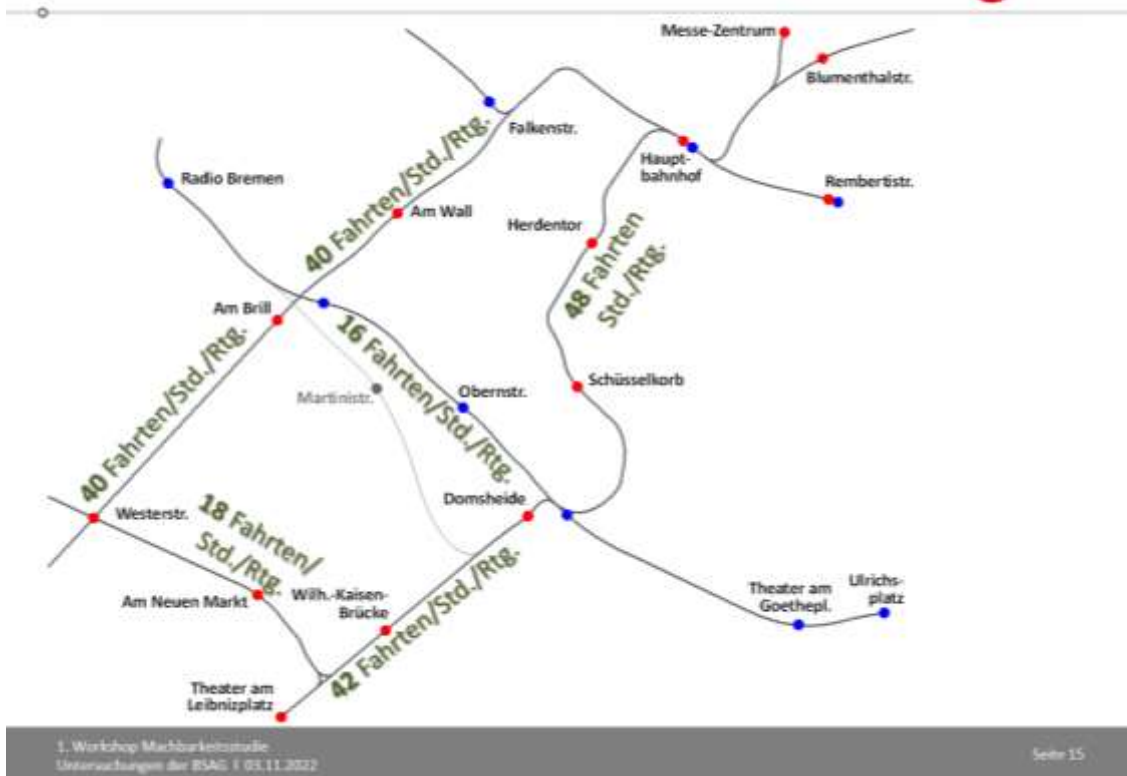 Messe-Zentrum
Blumenthalstr.
Falkenstr.
Haupt-
bahnhof
Radio Bremen
Rembertistr.
40 Fahrten/Std./Rtg.
Am Wall
Herdentor
48 Fahrten
Std./Rtg.
Am Brill
16 Fahrten/Std./Rtg.
Schüsselkorb
Martinistr.
Obernstr.
40 Fahrten/Std./Rtg.
Domsheide
Westerstr.
18 Fahrten/
Std./Rtg.
Am Neuen Markt
Wilh.-Kaisen-
Brücke
42 Fahrten/Std./Rtg.
Theater am
Goethepl.
Ulrichs-
platz
Theater am
Leibnizplatz
1. Workshop Machbarkeitsstudie
Untersuchungen der BSAG I 03.11.2022
Seite 15